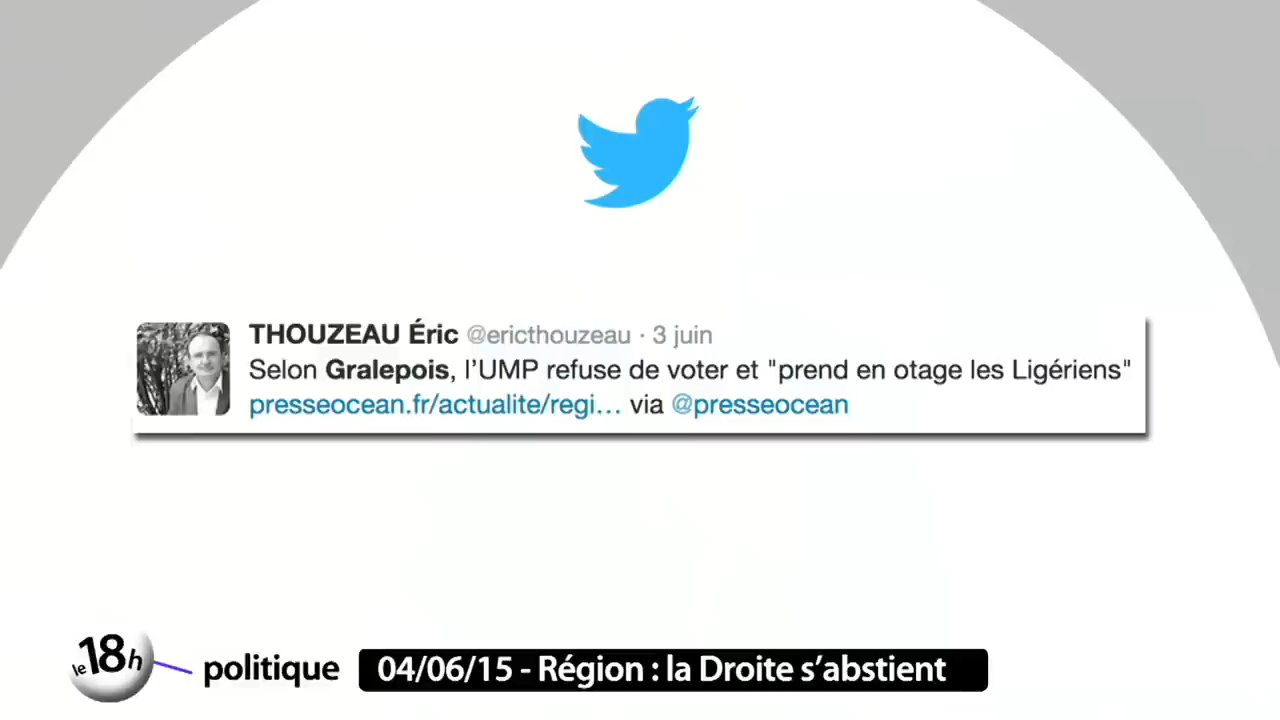 THOUZEAU Éric @ericthouzeau · 3 juin
Selon Gralepois, l’UMP refuse de voter et "prend en otage les Ligériens"
presseocean.fr/actualite/regi... via @presseocean
le 18h politique 04/06/15 - Région : la Droite s’abstient